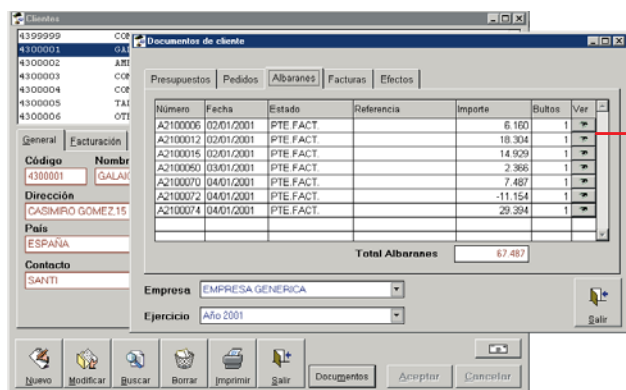 Clientes
4399999 COM
4300001 GAL
4300002 AMI
4300003 COM
4300004 COM
4300005 TAL
4300006 OTE
General Facturación
Código Nombr
4300001 GALAIC
Dirección
CASIMIRO GOMEZ,15
País
ESPAÑA
Contacto
SANTI
Documentos de cliente
Presupuestos Pedidos Albaranes Facturas Efectos
Número Fecha Estado Referencia Importe Bultos Ver
A2100006 02/01/2001 PTE.FACT. 6.160 1
A2100012 02/01/2001 PTE.FACT. 18.304 1
A2100015 02/01/2001 PTE.FACT. 14.929 1
A2100050 03/01/2001 PTE.FACT. 2.366 1
A2100070 04/01/2001 PTE.FACT. 7.487 1
A2100072 04/01/2001 PTE.FACT. -11.154 1
A2100074 04/01/2001 PTE.FACT. 29.394 1
Total Albaranes 67.487
Empresa EMPRESA GENERICA
Ejercicio Año 2001
Salir
Nuevo Modificar Buscar Borrar Imprimir Salir Documentos Aceptar Cancelar